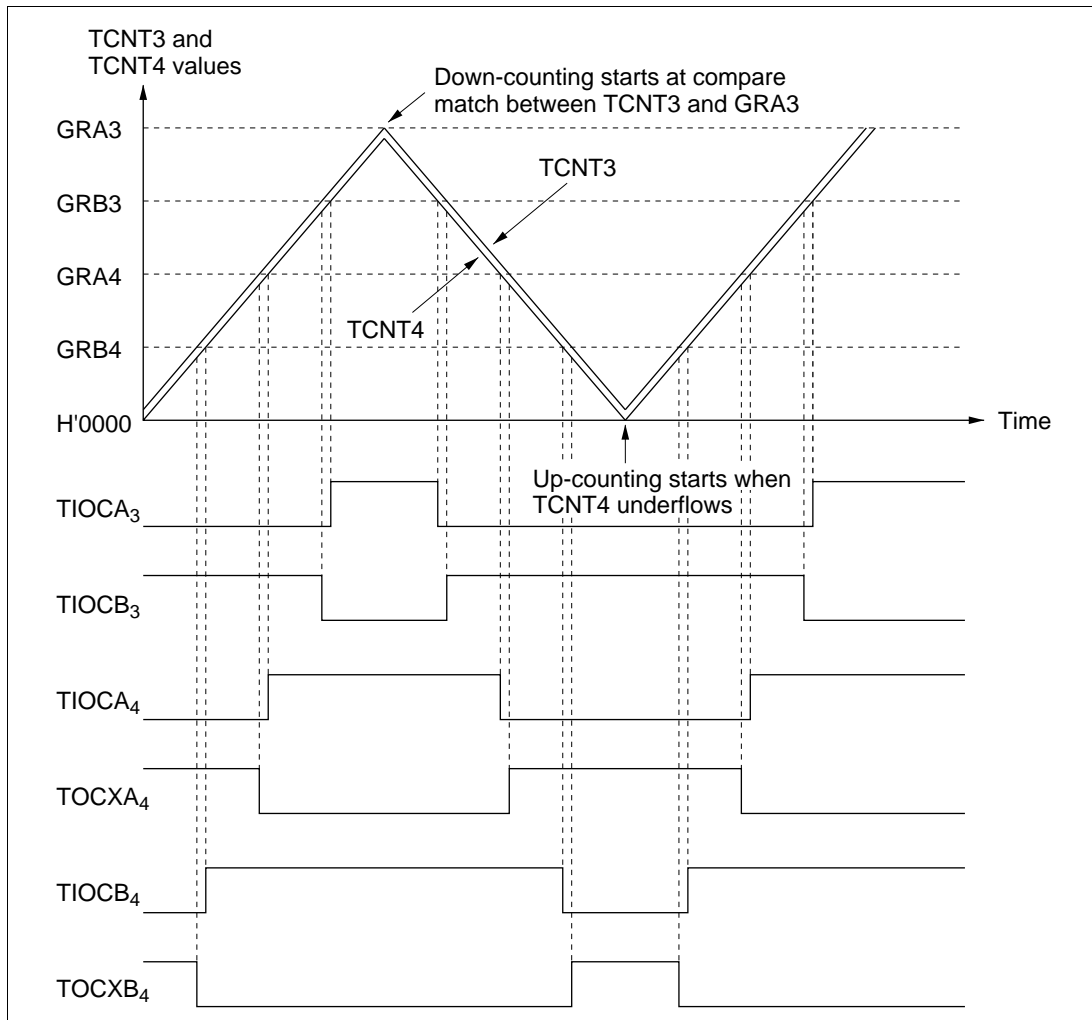 TCNT3 and
TCNT4 values
Down-counting starts at compare
match between TCNT3 and GRA3
GRA3
TCNT3
GRB3
GRA4
TCNT4
GRB4
H'0000
Time
Up-counting starts when
TCNT4 underflows
TIOCA3
TIOCB3
TIOCA4
TOCXA4
TIOCB4
TOCXB4